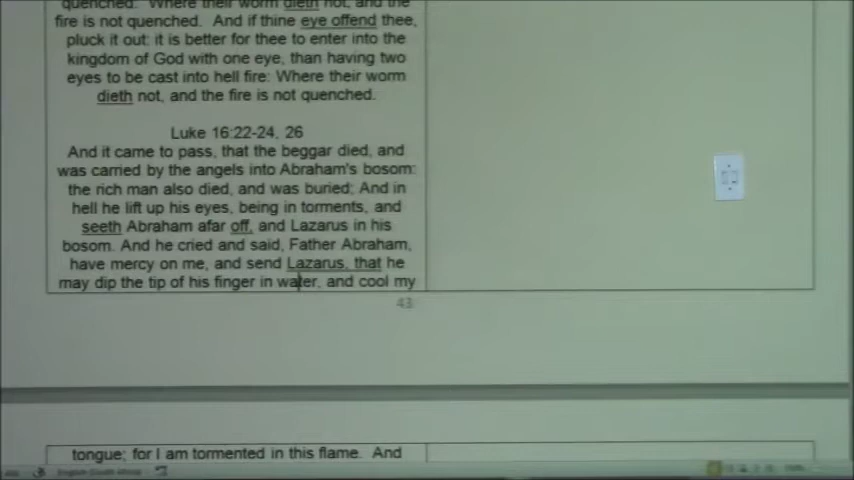 quenched. Where their worm dieth not, and the
fire is not quenched. And if thine eye offend thee,
pluck it out: it is better for thee to enter into the
kingdom of God with one eye, than having two
eyes to be cast into hell fire: Where their worm
dieth not, and the fire is not quenched.
Luke 16:22-24, 26
And it came to pass, that the beggar died, and
was carried by the angels into Abraham's bosom:
the rich man also died, and was buried; And in
hell he lift up his eyes, being in torments, and
seeth Abraham afar off, and Lazarus in his
bosom. And he cried and said, Father Abraham,
have mercy on me, and send Lazarus, that he
may dip the tip of his finger in water, and cool my
43
tongue; for I am tormented in this flame. And
English (South Africa)